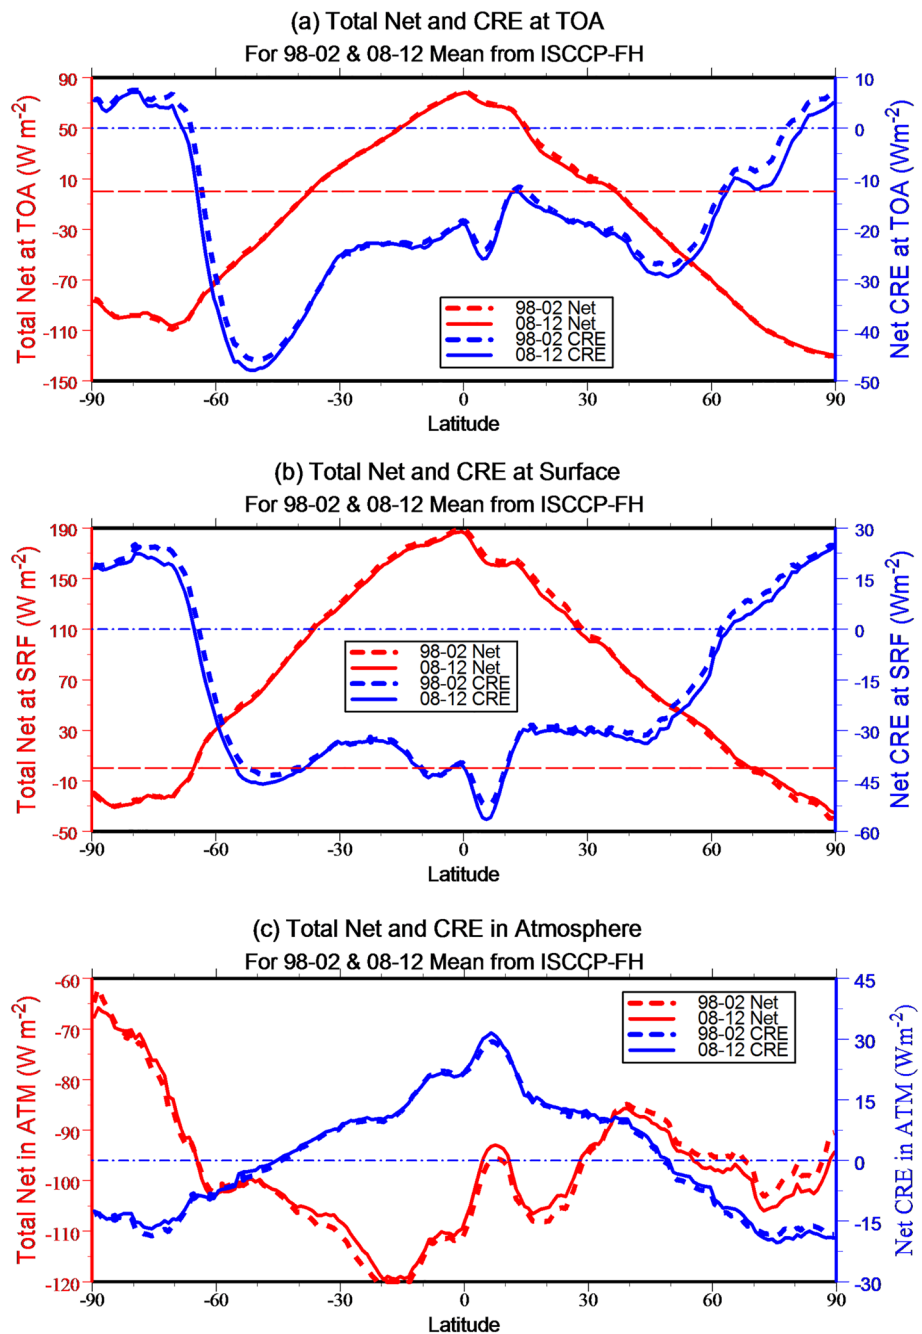 (a) Total Net and CRE at TOA
For 98-02 & 08-12 Mean from ISCCP-FH
Total Net at TOA (W m-2)
90
50
10
-30
-70
-110
-150
10
0
-10
-20
-30
-40
-50
Net CRE at TOA (Wm-2)
98-02 Net
08-12 Net
98-02 CRE
08-12 CRE
-90 -60 -30 0 30 60 90
Latitude
(b) Total Net and CRE at Surface
For 98-02 & 08-12 Mean from ISCCP-FH
Total Net at SRF (W m-2)
190
150
110
70
30
-10
-50
30
15
0
-15
-30
-45
-60
Net CRE at SRF (Wm-2)
98-02 Net
08-12 Net
98-02 CRE
08-12 CRE
-90 -60 -30 0 30 60 90
Latitude
(c) Total Net and CRE in Atmosphere
For 98-02 & 08-12 Mean from ISCCP-FH
Total Net in ATM (W m-2)
-60
-70
-80
-90
-100
-110
-120
45
30
15
0
-15
-30
Net CRE in ATM (Wm-2)
98-02 Net
08-12 Net
98-02 CRE
08-12 CRE
-90 -60 -30 0 30 60 90
Latitude